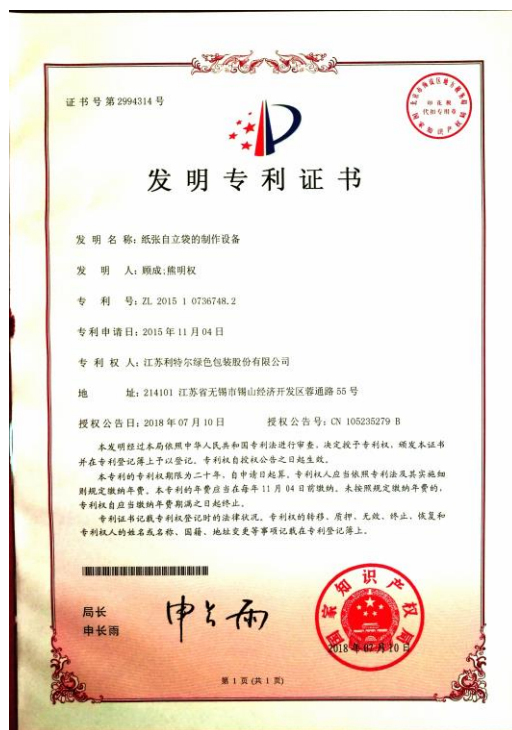 证书号第2994314号
印花税
代扣专用章
发明专利证书
发 明 名 称：纸张自立袋的制作设备
发 明 人：顾成;熊明权
专 利 号：ZL 2015 1 0736748.2
专利申请日：2015年11月04日
专 利 权 人：江苏利特尔绿色包装股份有限公司
地 址：214101 江苏省无锡市锡山经济开发区蓉通路55号
授权公告日：2018年07月10日 授权公告号：CN 105235279 B
本发明经过本局依照中华人民共和国专利法进行审查，决定授予专利权，颁发本证书
并在专利登记簿上予以登记。专利权自授权公告之日起生效。
本专利的专利权期限为二十年，自申请日起算。专利权人应当依照专利法及其实施细
则规定缴纳年费。本专利的年费应当在每年11月04日前缴纳。未按照规定缴纳年费的，
专利权自应当缴纳年费期满之日起终止。
专利证书记载专利权登记时的法律状况。专利权的转移、质押、无效、终止、恢复和
专利权人的姓名或名称、国籍、地址变更等事项记载在专利登记簿上。
局长
申长雨
申长雨
国家知识产权局
2018年07月10日
第 1 页 (共 1 页)